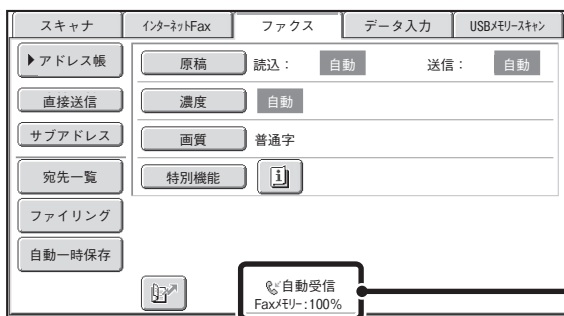 スキャナ
インターネットFax
ファクス
データ入力
USBメモリースキャン
アドレス帳
原稿 読込： 自動 送信： 自動
直接送信
濃度 自動
サブアドレス
画質 普通字
宛先一覧
特別機能
ファイリング
自動一時保存
自動受信
Faxメモリー:100%